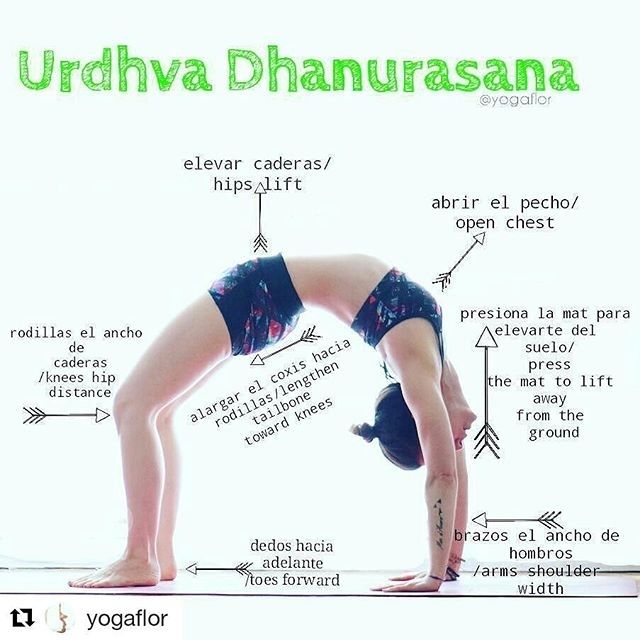 Urdhva Dhanurasana
@yogaflor
elevar caderas/
hips lift
abrir el pecho/
open chest
presiona la mat para
elevarte del
suelo/
press
the mat to lift
away
from the
ground
rodillas el ancho
de
caderas
/knees hip
distance
alargar el coxis hacia
rodillas/lengthen
tailbone
toward knees
dedos hacia
adelante
/toes forward
brazos el ancho de
hombros
/arms shoulder
width
yogaflor